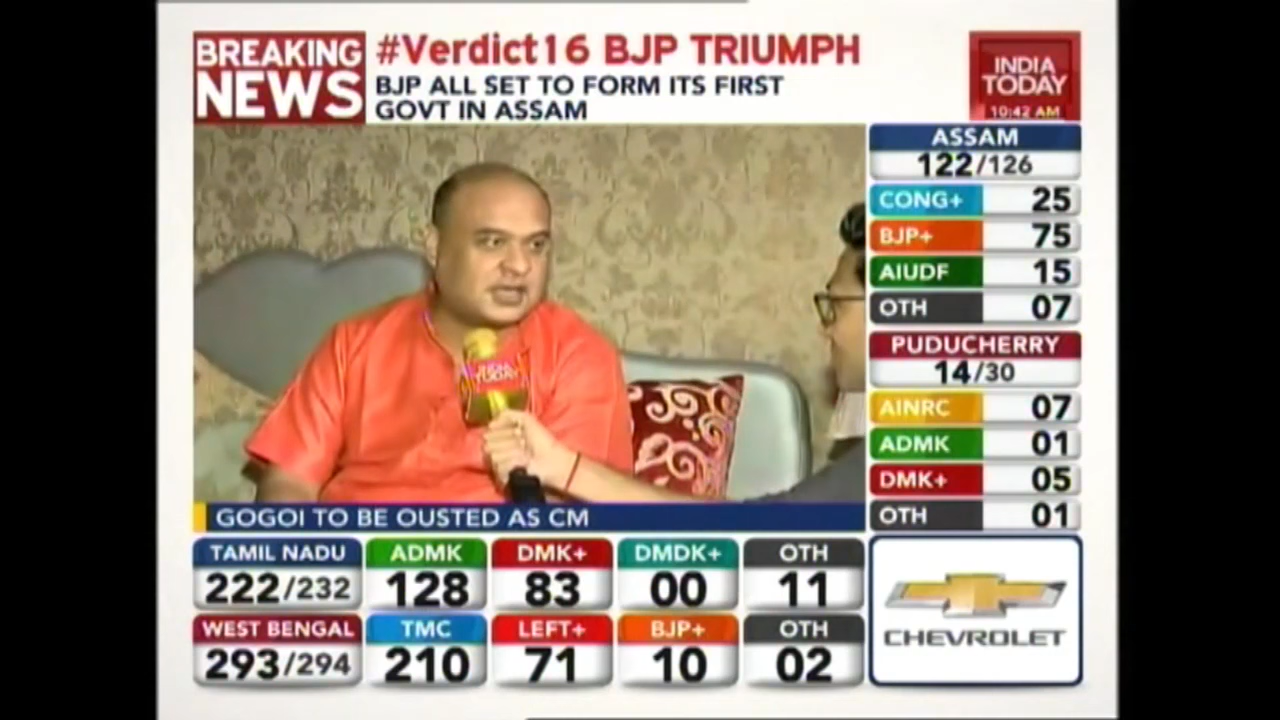 BREAKING
NEWS
#Verdict16 BJP TRIUMPH
BJP ALL SET TO FORM ITS FIRST
GOVT IN ASSAM
INDIA
TODAY
10:42 AM
ASSAM
122/126
CONG+ 25
BJP+ 75
AIUDF 15
OTH 07
PUDUCHERRY
14/30
AINRC 07
ADMK 01
DMK+ 05
OTH 01
INDIA
TODAY
GOGOI TO BE OUSTED AS CM
TAMIL NADU ADMK DMK+ DMDK+ OTH
222/232 128 83 00 11
WEST BENGAL TMC LEFT+ BJP+ OTH
293/294 210 71 10 02
CHEVROLET